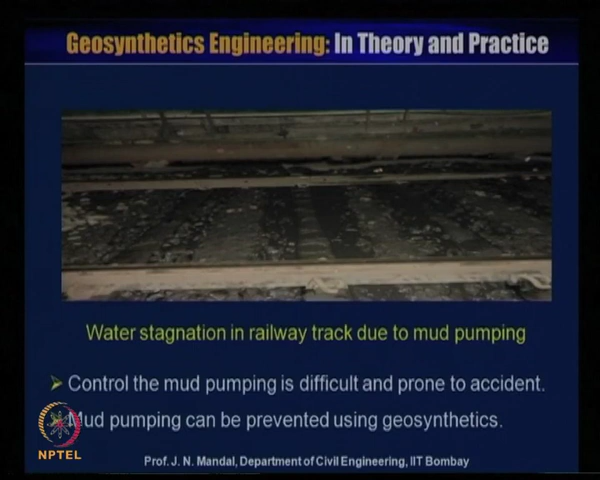 Geosynthetics Engineering: In Theory and Practice
Water stagnation in railway track due to mud pumping
Control the mud pumping is difficult and prone to accident.
Mud pumping can be prevented using geosynthetics.
NPTEL
Prof. J. N. Mandal, Department of Civil Engineering, IIT Bombay